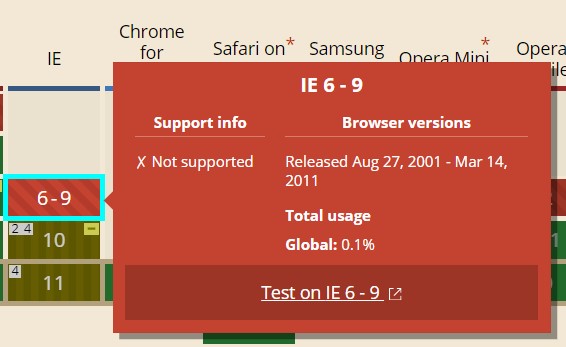 Chrome
for
IE
Safari on*
Samsung
Opera Mini*
Opera
IE 6 - 9
Support info
✗ Not supported
Browser versions
Released Aug 27, 2001 - Mar 14,
2011
Total usage
Global: 0.1%
Test on IE 6 - 9
6 - 9
2 4
10
4
11